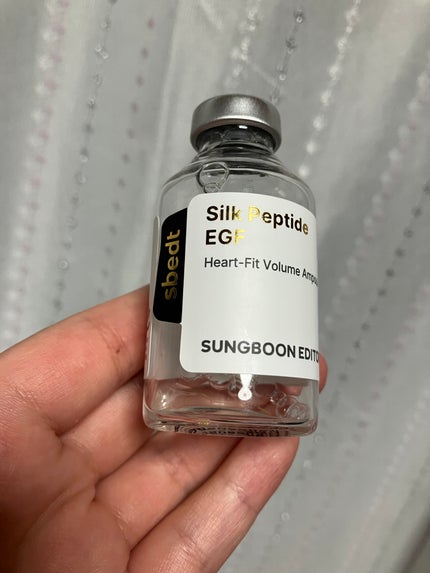 sbedt
Silk Peptide
EGF
Heart-Fit Volume Ampo
SUNGBOON EDITO